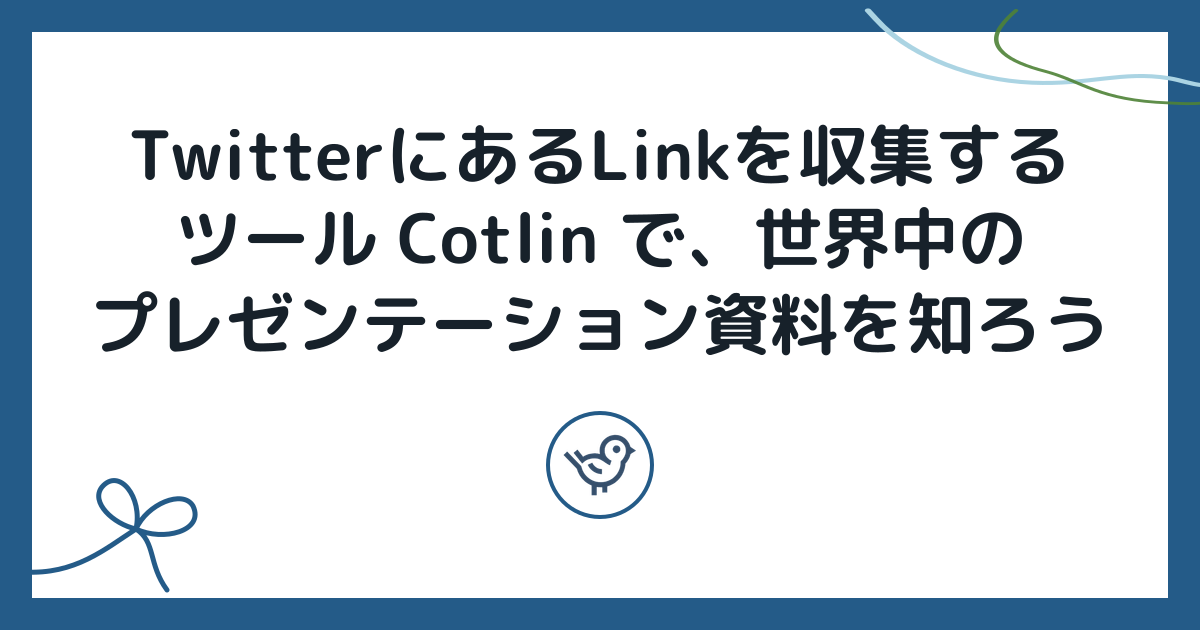 TwitterにあるLinkを収集する
ツール Cotlin で、世界中の
プレゼンテーション資料を知ろう